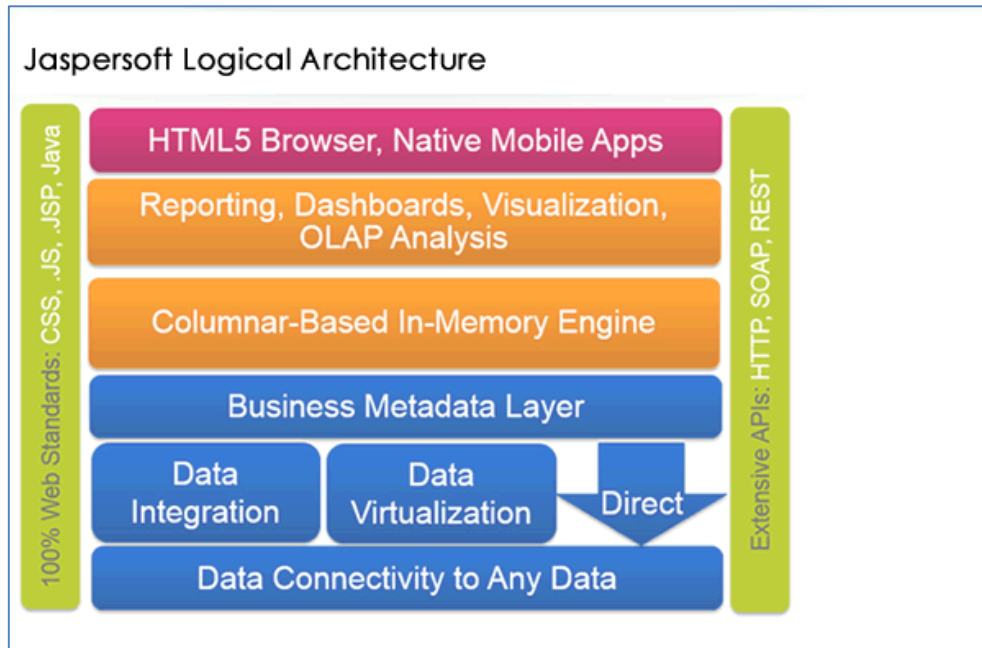 Jaspersoft Logical Architecture
100% Web Standards: CSS, .JS, .JSP, Java
HTML5 Browser, Native Mobile Apps
Reporting, Dashboards, Visualization,
OLAP Analysis
Columnar-Based In-Memory Engine
Business Metadata Layer
Data
Integration
Data
Virtualization
Direct
Data Connectivity to Any Data
Extensive APIs: HTTP, SOAP, REST